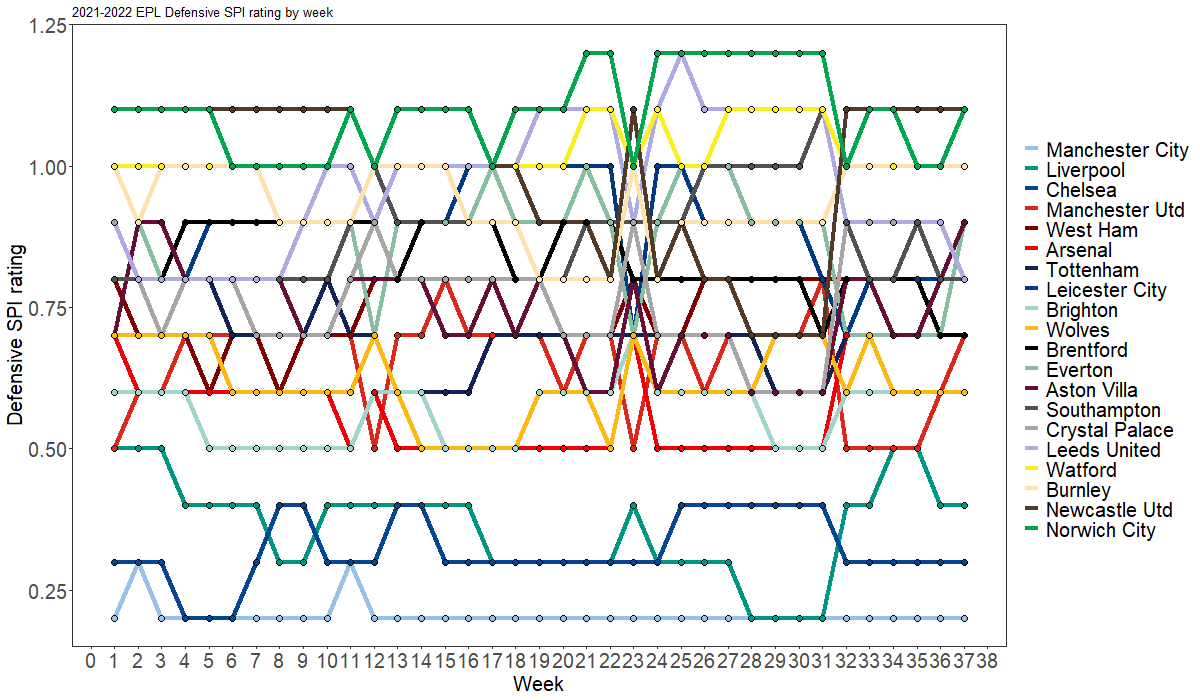 2021-2022 EPL Defensive SPI rating by week
1.25
1.00
0.75
0.50
0.25
Defensive SPI rating
0 1 2 3 4 5 6 7 8 9 10 11 12 13 14 15 16 17 18 19 20 21 22 23 24 25 26 27 28 29 30 31 32 33 34 35 36 37 38
Week
Manchester City
Liverpool
Chelsea
Manchester Utd
West Ham
Arsenal
Tottenham
Leicester City
Brighton
Wolves
Brentford
Everton
Aston Villa
Southampton
Crystal Palace
Leeds United
Watford
Burnley
Newcastle Utd
Norwich City